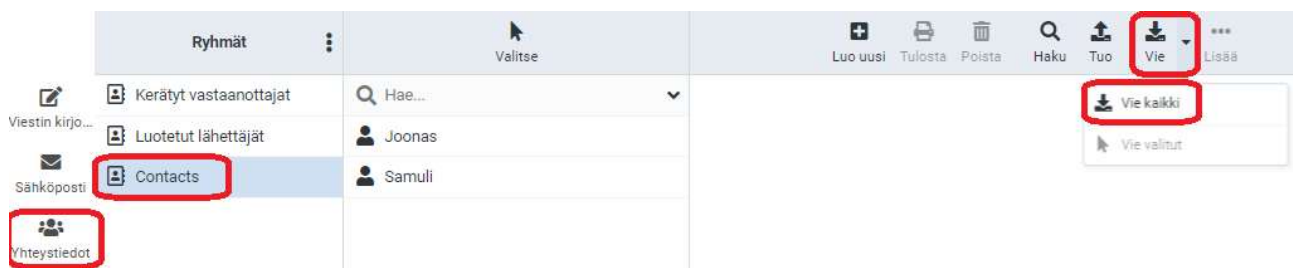 Ryhmät
Valitse
Luo uusi Tulosta Poista Haku Tuo Vie Lisää
Viestin kirjo...
Sähköposti
Yhteystiedot
Kerätyt vastaanottajat
Luotetut lähettäjät
Contacts
Hae...
Joonas
Samuli
Vie kaikki
Vie valitut